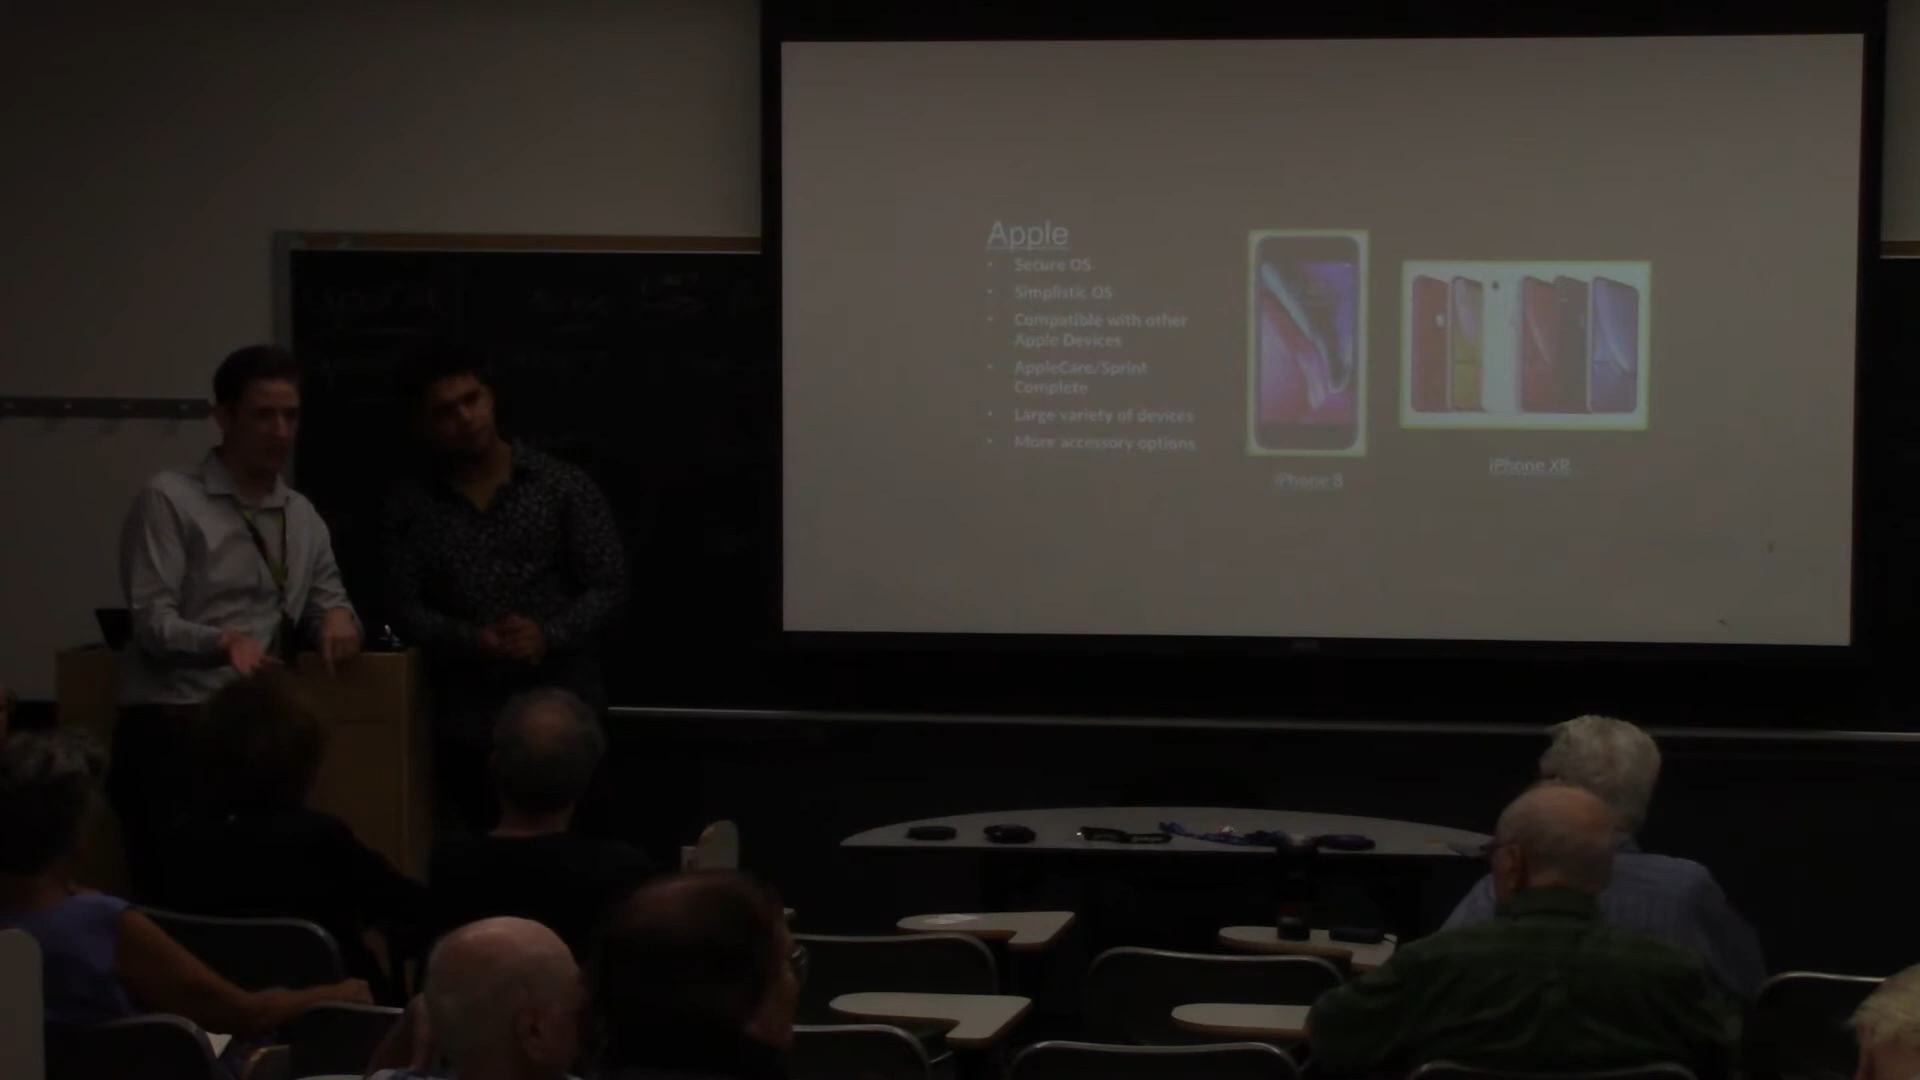 Apple
• Secure OS
• Simplistic OS
• Compatible with other
Apple Devices
• AppleCare/Sprint
Complete
• Large variety of devices
• More accessory options
iPhone 8
iPhone XR